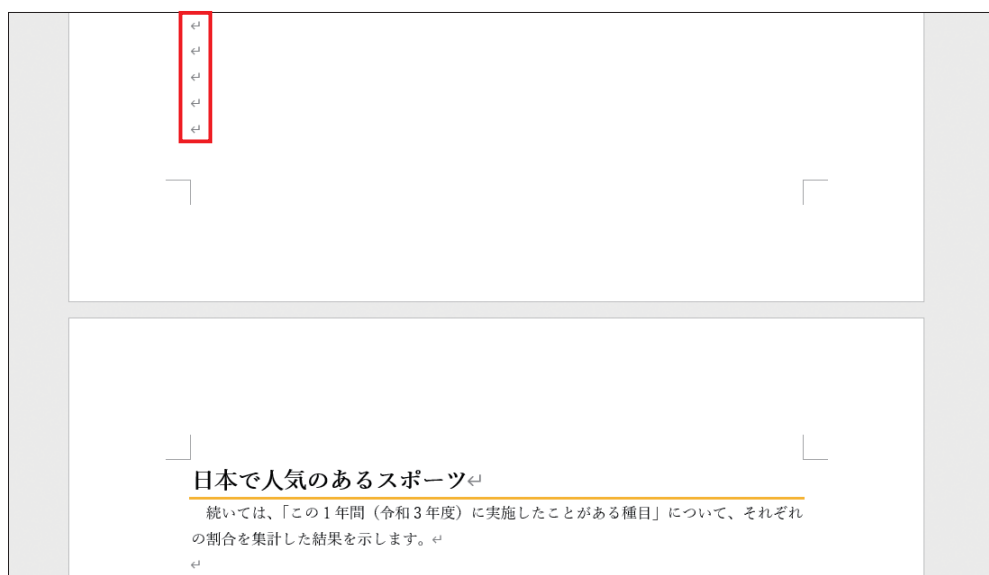 ↵
↵
↵
↵
↵
日本で人気のあるスポーツ↵
続いては、「この１年間（令和３年度）に実施したことがある種目」について、それぞれ
の割合を集計した結果を示します。↵
↵